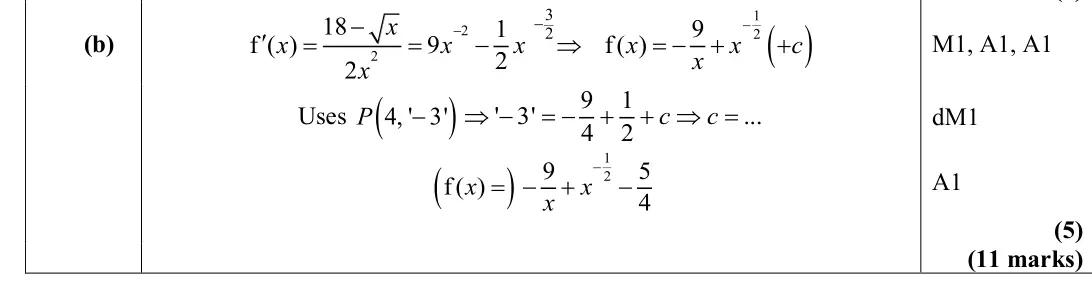 (b) f′(x) = (18 − √x)/(2x²) = 9x⁻² − (1/2)x^(−3/2) ⇒ f(x) = −9/x + x^(−1/2) (+c) M1, A1, A1
Uses P(4, '−3') ⇒ '−3' = −9/4 + 1/2 + c ⇒ c = ... dM1
(f(x) =) −9/x + x^(−1/2) − 5/4 A1
(5)
(11 marks)